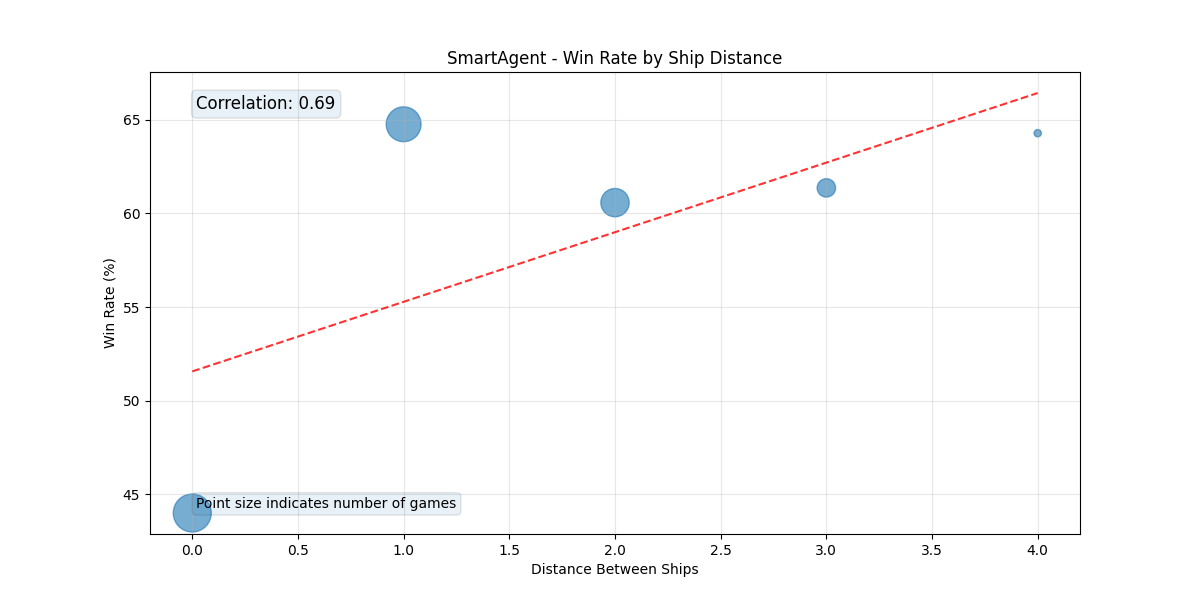 SmartAgent - Win Rate by Ship Distance
Correlation: 0.69
65
60
55
50
45
Win Rate (%)
Point size indicates number of games
0.0 0.5 1.0 1.5 2.0 2.5 3.0 3.5 4.0
Distance Between Ships